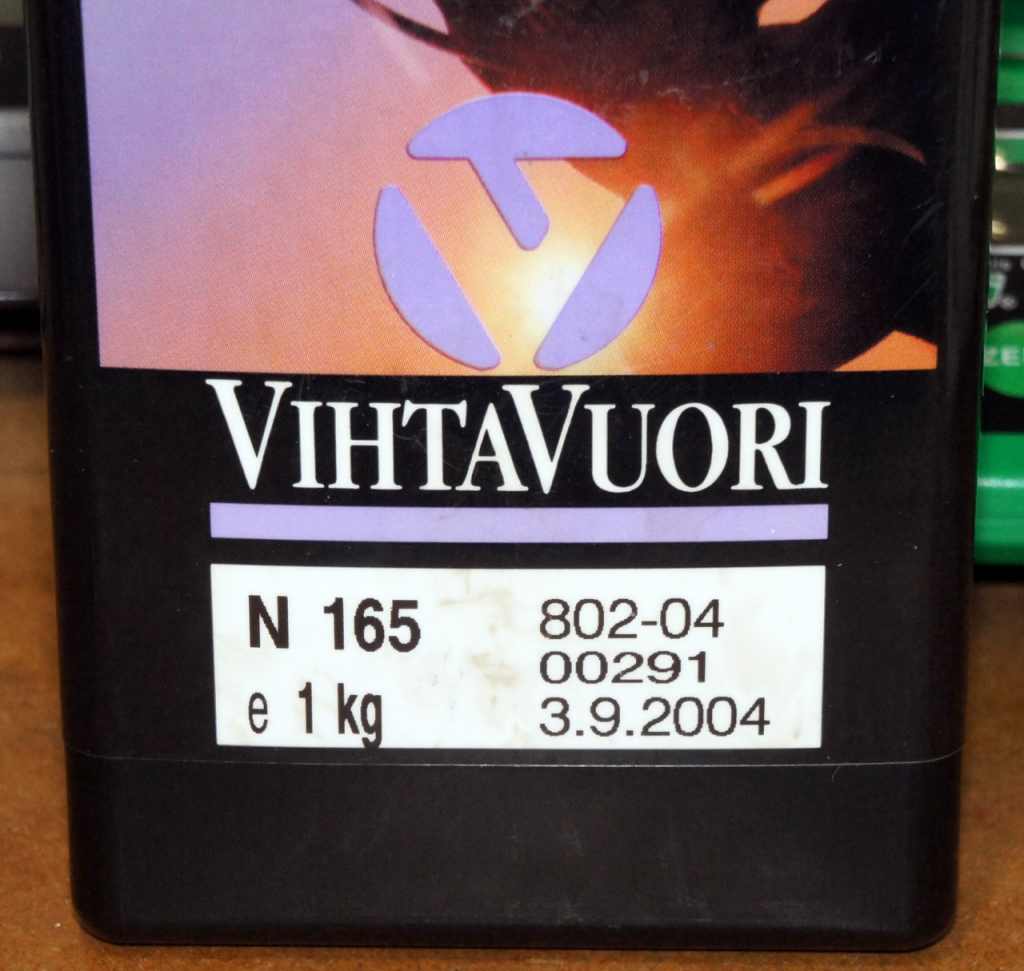 VIHTAVUORI
N 165
e 1 kg
802-04
00291
3.9.2004